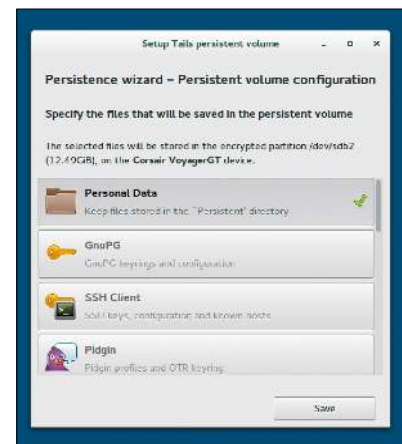 Setup Tails persistent volume
Persistence wizard – Persistent volume configuration
Specify the files that will be saved in the persistent volume
The selected files will be stored in the encrypted partition /dev/sdb2
(12.49GiB), on the Corsair VoyagerGT device.
Personal Data
Keep files stored in the `Persistent' directory
GnuPG
GnuPG keyrings and configuration
SSH Client
SSH keys, configuration and known hosts
Pidgin
Pidgin profiles and OTR keyring
Save